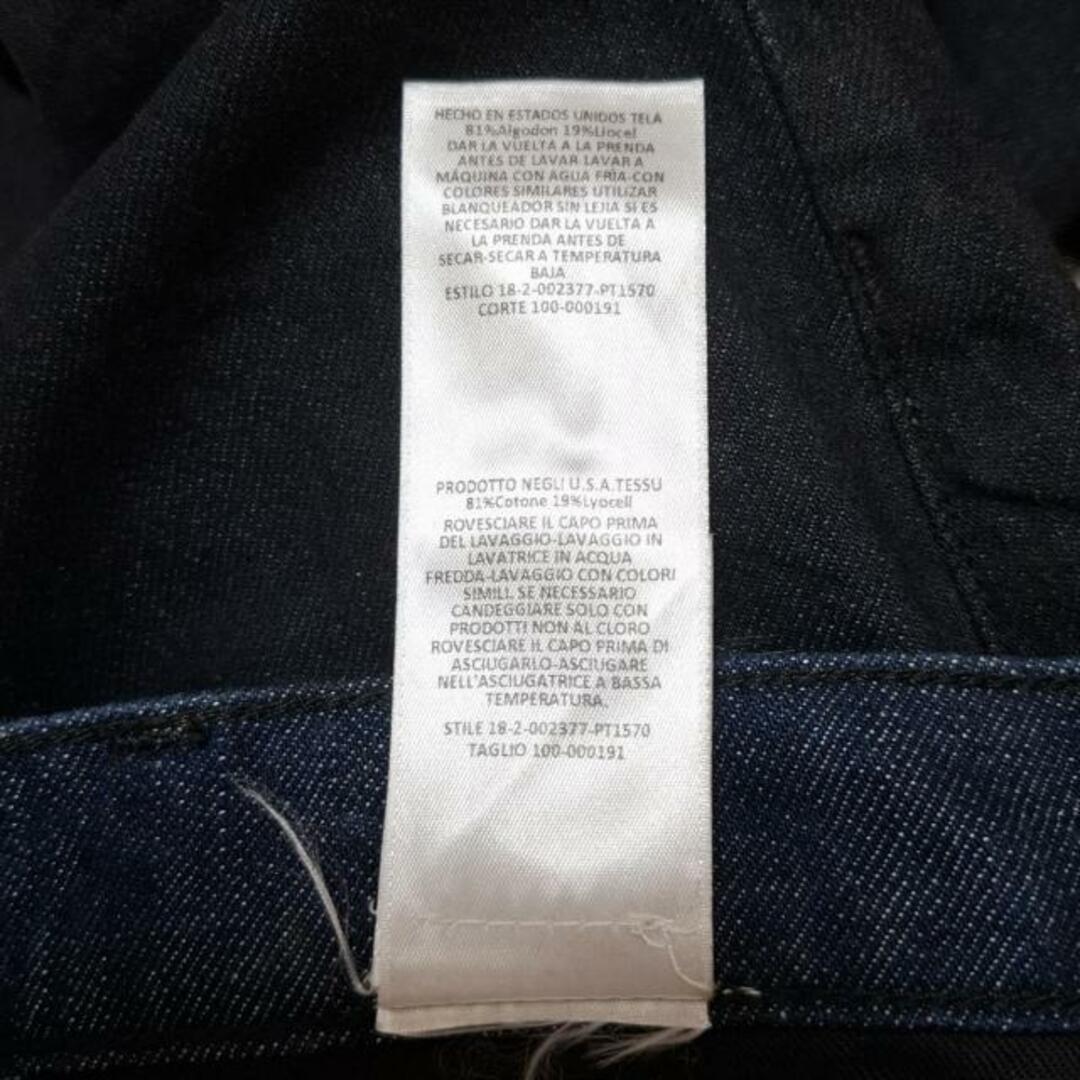 HECHO EN ESTADOS UNIDOS TELA
81%Algodon 19%Liocel
DAR LA VUELTA A LA PRENDA
ANTES DE LAVAR LAVAR A
MÁQUINA CON AGUA FRÍA-CON
COLORES SIMILARES UTILIZAR
BLANQUEADOR SIN LEJIA SI ES
NECESARIO DAR LA VUELTA A
LA PRENDA ANTES DE
SECAR-SECAR A TEMPERATURA
BAJA
ESTILO 18-2-002377-PT1570
CORTE 100-000191
PRODOTTO NEGLI U.S.A.TESSU
81%Cotone 19%Lyocell
ROVESCIARE IL CAPO PRIMA
DEL LAVAGGIO-LAVAGGIO IN
LAVATRICE IN ACQUA
FREDDA-LAVAGGIO CON COLORI
SIMILI. SE NECESSARIO
CANDEGGIARE SOLO CON
PRODOTTI NON AL CLORO
ROVESCIARE IL CAPO PRIMA DI
ASCIUGARLO-ASCIUGARE
NELL'ASCIUGATRICE A BASSA
TEMPERATURA.
STILE 18-2-002377-PT1570
TAGLIO 100-000191